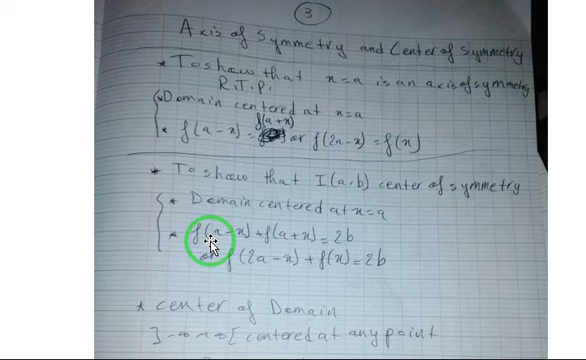 3
Axis of Symmetry and Center of Symmetry
* To show that x=a is an axis of symmetry
R.T.P.
* Domain centered at x=a
f(a+x)
* f(a-x) = or f(2a-x) = f(x)
* To show that I(a,b) center of symmetry
* Domain centered at x=a
* f(a-x)+f(a+x)=2b
or f(2a-x)+f(x)=2b
* center of Domain
]-∞,+∞[ centered at any point